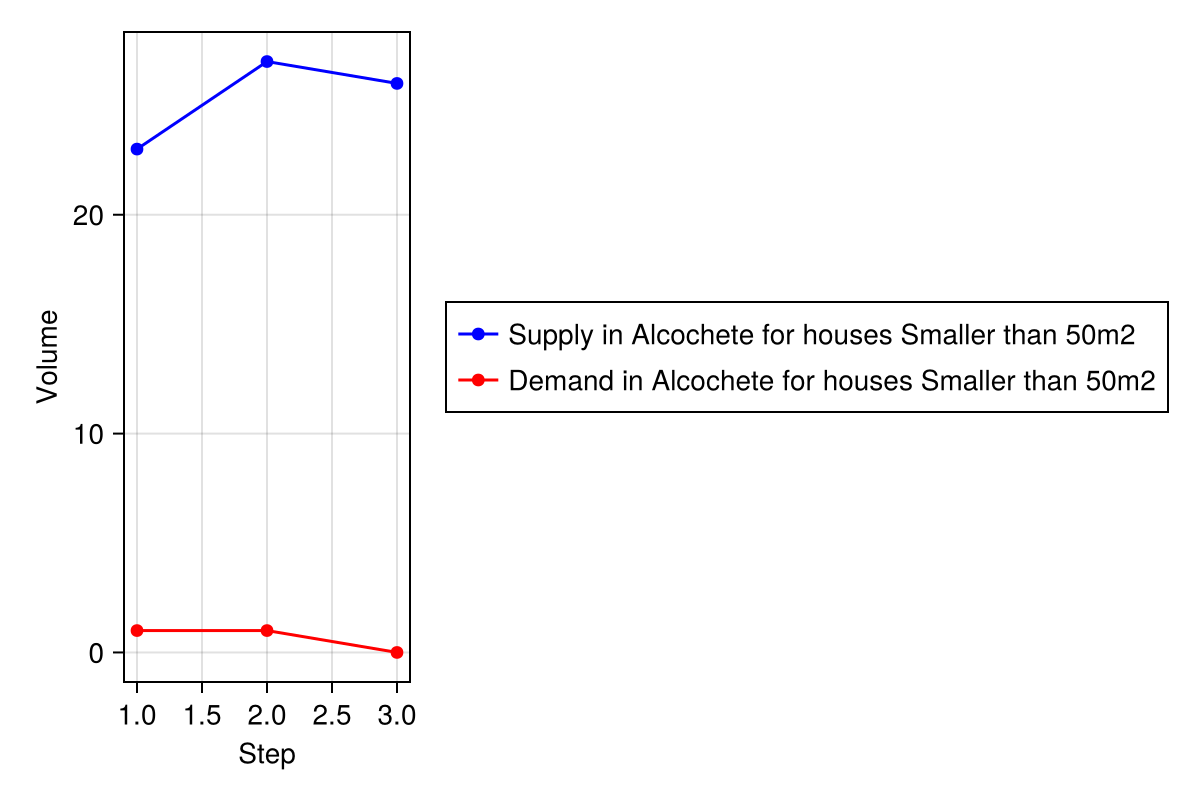 Volume
20
10
0
1.0 1.5 2.0 2.5 3.0
Step
Supply in Alcochete for houses Smaller than 50m2
Demand in Alcochete for houses Smaller than 50m2